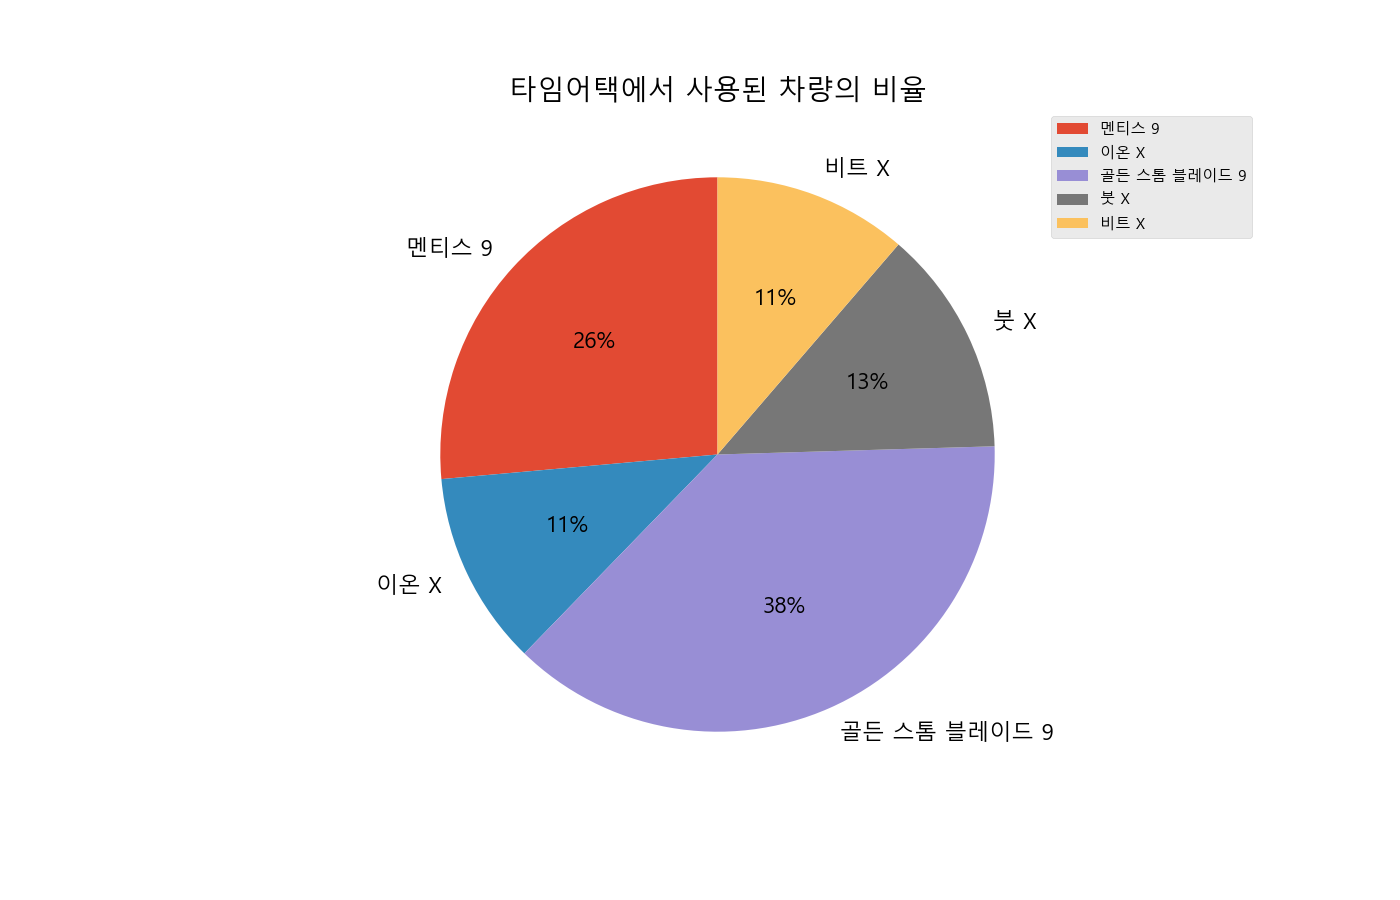 타임어택에서 사용된 차량의 비율
멘티스 9
이온 X
골든 스톰 블레이드 9
붓 X
비트 X
비트 X
멘티스 9
붓 X
11%
26%
13%
11%
이온 X
38%
골든 스톰 블레이드 9